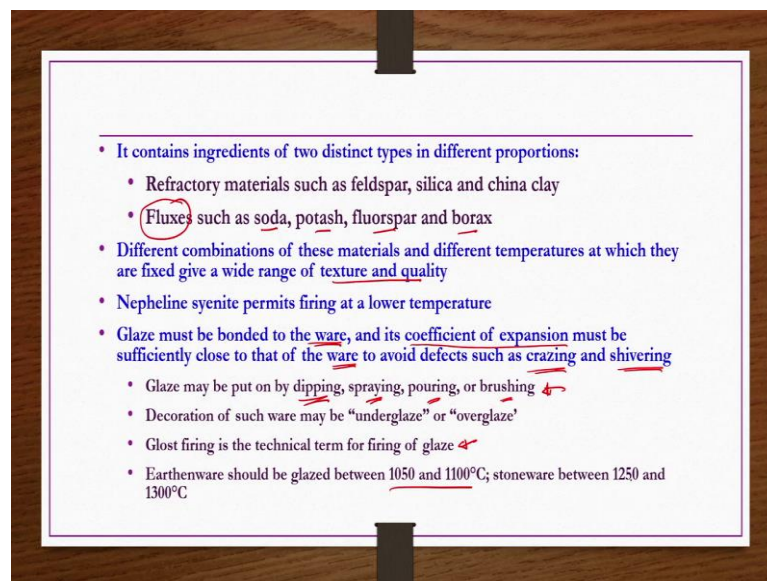 It contains ingredients of two distinct types in different proportions:
Refractory materials such as feldspar, silica and china clay
Fluxes such as soda, potash, fluorspar and borax
Different combinations of these materials and different temperatures at which they
are fixed give a wide range of texture and quality
Nepheline syenite permits firing at a lower temperature
Glaze must be bonded to the ware, and its coefficient of expansion must be
sufficiently close to that of the ware to avoid defects such as crazing and shivering
Glaze may be put on by dipping, spraying, pouring, or brushing
Decoration of such ware may be “underglaze” or “overglaze’
Glost firing is the technical term for firing of glaze
Earthenware should be glazed between 1050 and 1100°C; stoneware between 1250 and
1300°C